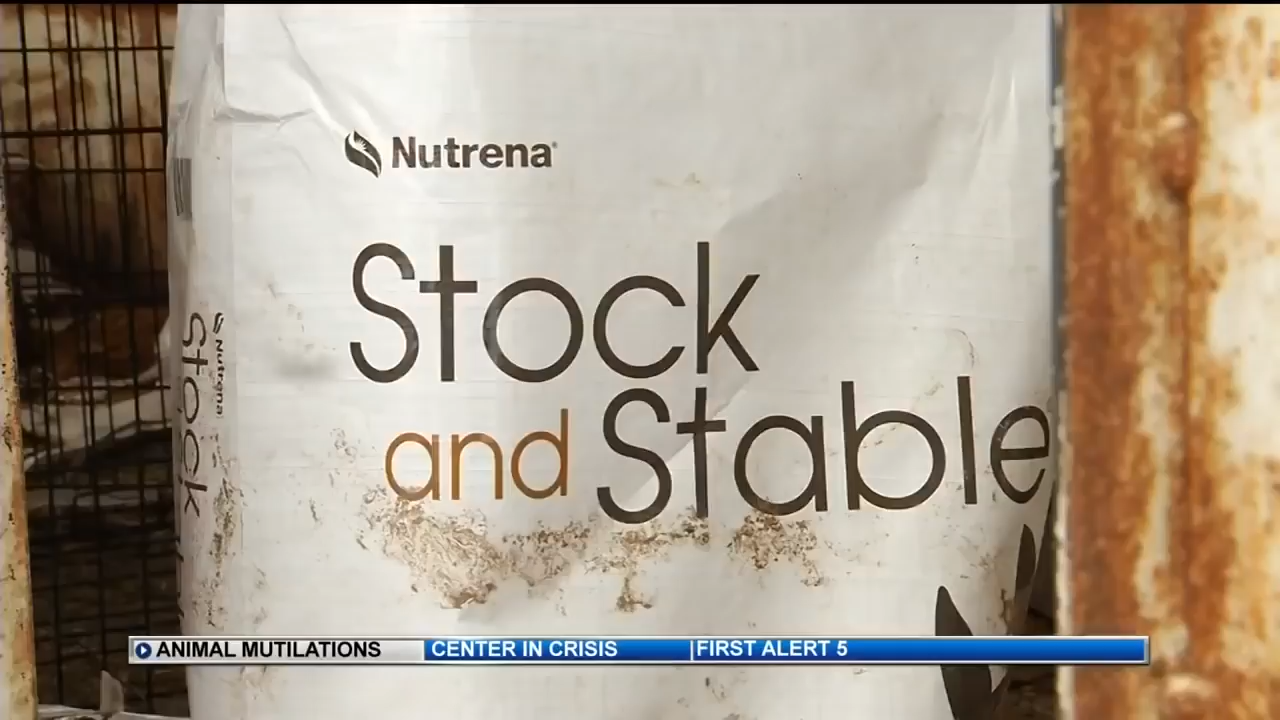 Nutrena
Stock
and Stable
Nutrena
Stock
ANIMAL MUTILATIONS
CENTER IN CRISIS
FIRST ALERT 5